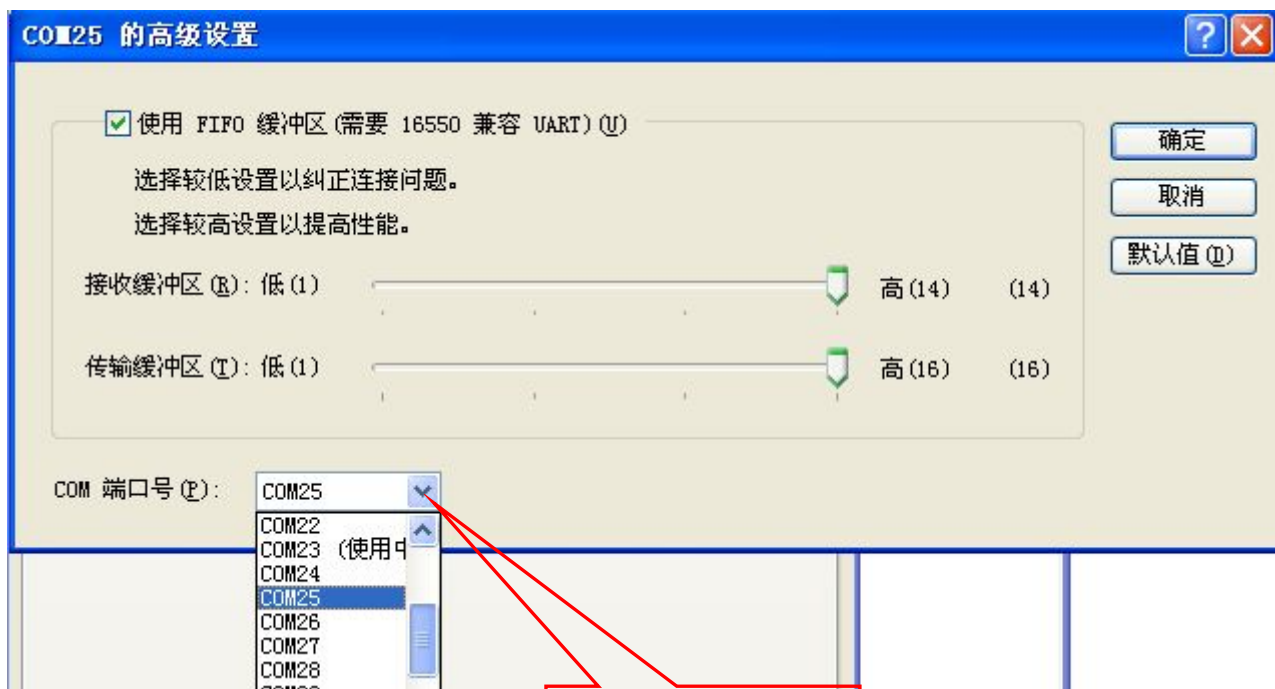 COM25 的高级设置
使用 FIFO 缓冲区(需要 16550 兼容 UART)(U)
确定
选择较低设置以纠正连接问题。
取消
选择较高设置以提高性能。
默认值(D)
接收缓冲区(R): 低(1) 高(14) (14)
传输缓冲区(T): 低(1) 高(16) (16)
COM 端口号(P): COM25
COM22
COM23 (使用中
COM24
COM25
COM26
COM27
COM28